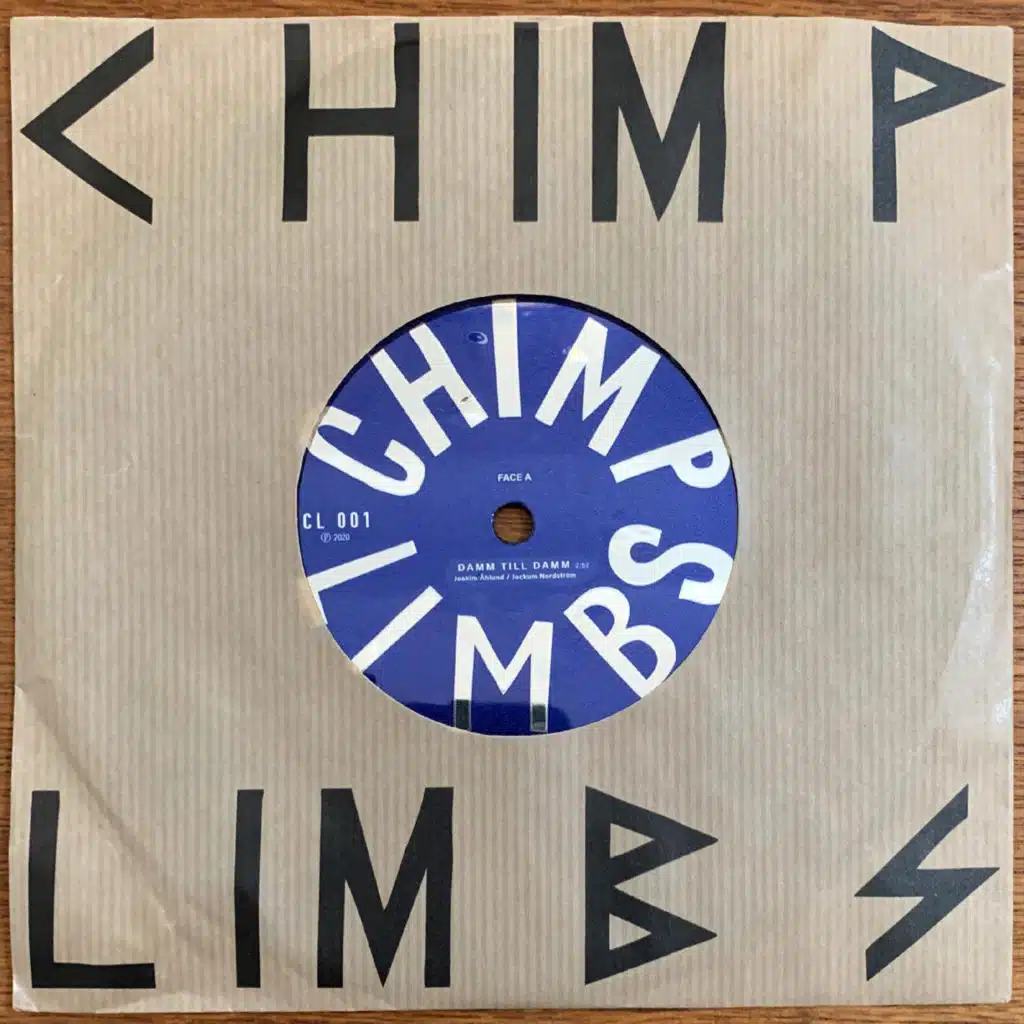 CHIMP
CHIMP
FACE A
CL 001
℗ 2020
DAMM TILL DAMM 2:52
Joakim Åhlund / Jockum Nordström
LIMBS
LIMBS